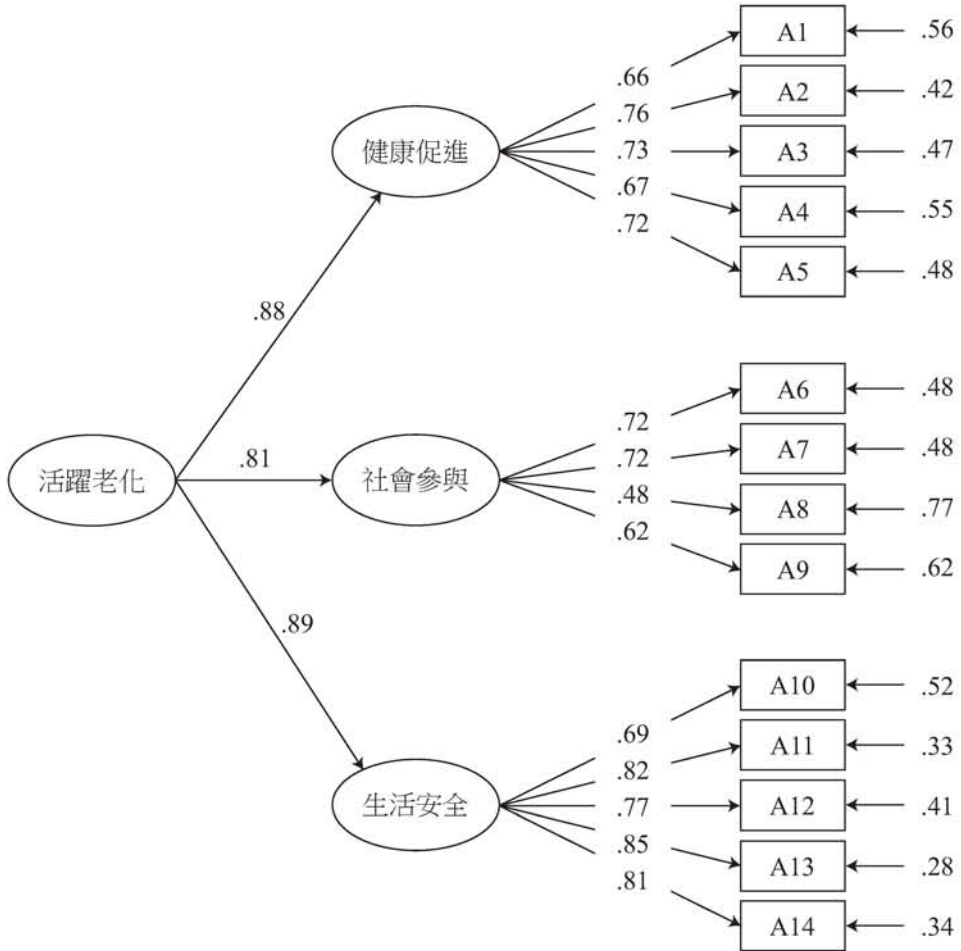 A1
.56
.66
A2
.42
.76
健康促進
.73
A3
.47
.67
A4
.55
.72
A5
.48
.88
A6
.48
.72
A7
.48
.72
活躍老化
.81
社會參與
.48
A8
.77
.62
A9
.62
.89
A10
.52
.69
A11
.33
.82
生活安全
.77
A12
.41
.85
A13
.28
.81
A14
.34